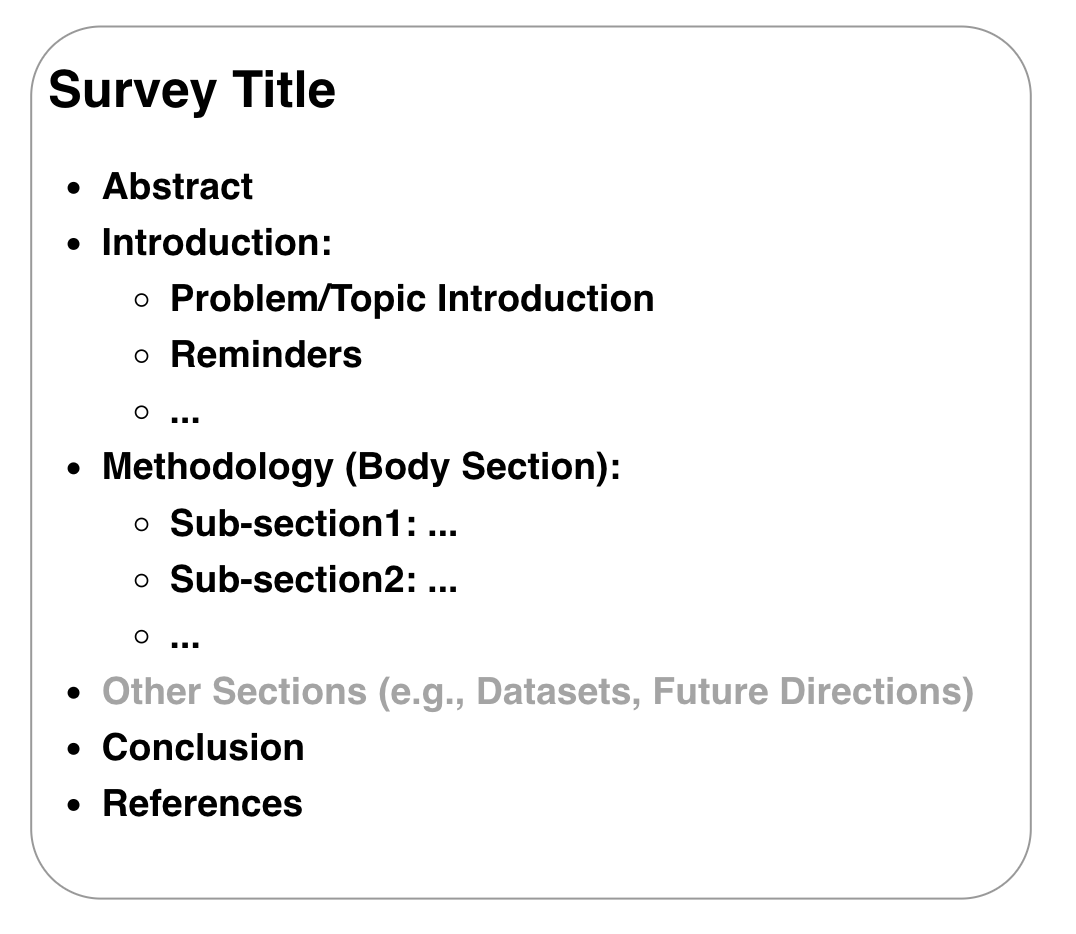 Survey Title
• Abstract
• Introduction:
○ Problem/Topic Introduction
○ Reminders
○ ...
• Methodology (Body Section):
○ Sub-section1: ...
○ Sub-section2: ...
○ ...
• Other Sections (e.g., Datasets, Future Directions)
• Conclusion
• References